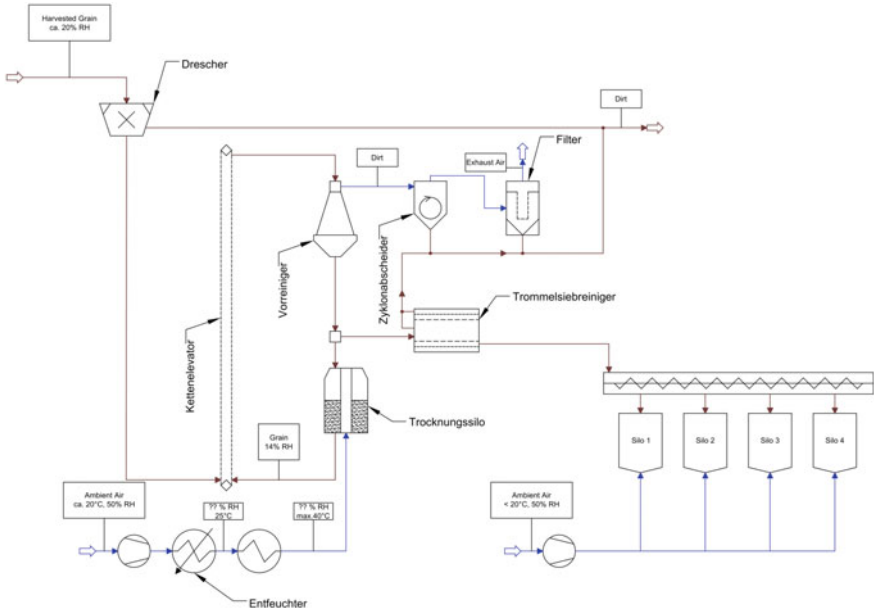 Harvested Grain
ca. 20% RH
Drescher
Dirt
Filter
Exhaust Air
Dirt
Vorreiniger
Zyklonabscheider
Trommelsiebreiniger
Kettenelevator
Trocknungssilo
Grain
14% RH
Silo 1
Silo 2
Silo 3
Silo 4
Ambient Air
ca. 20°C, 50% RH
?? % RH
25°C
?? % RH
max.40°C
Ambient Air
< 20°C, 50% RH
Entfeuchter